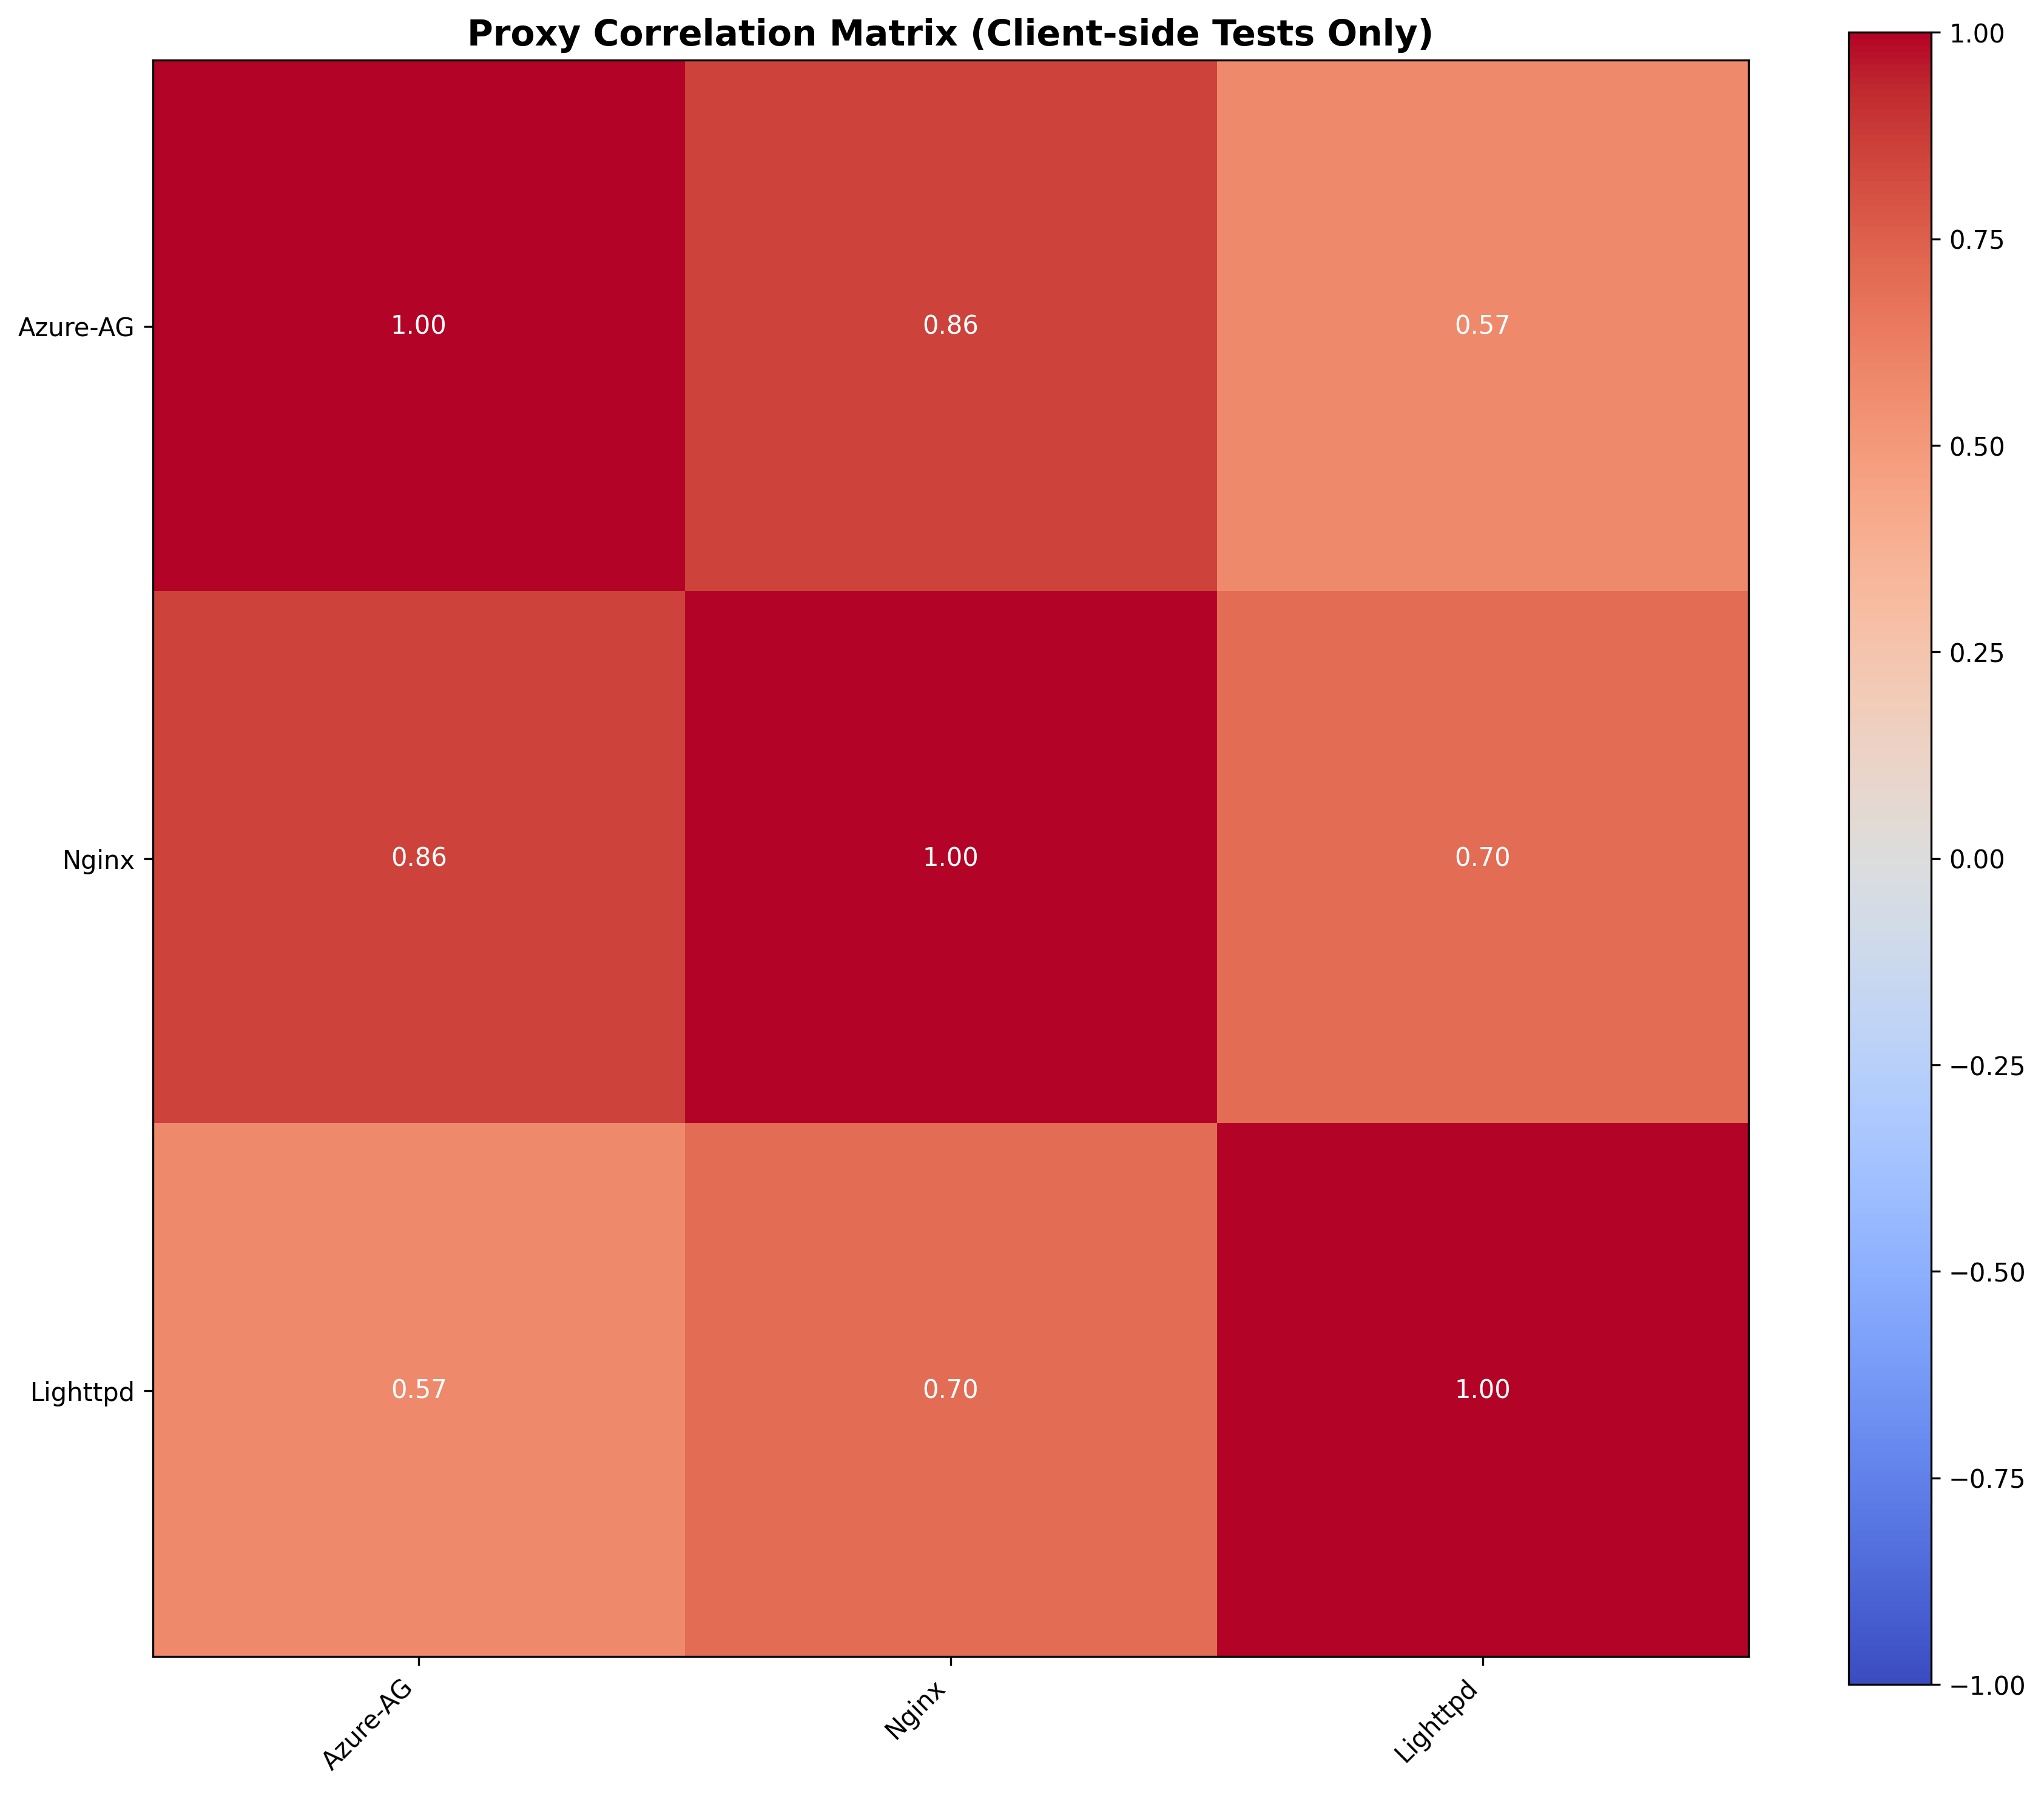 Proxy Correlation Matrix (Client-side Tests Only)
Azure-AG
1.00
0.86
0.57
Nginx
0.86
1.00
0.70
Lighttpd
0.57
0.70
1.00
Azure-AG
Nginx
Lighttpd
1.00
0.75
0.50
0.25
0.00
−0.25
−0.50
−0.75
−1.00